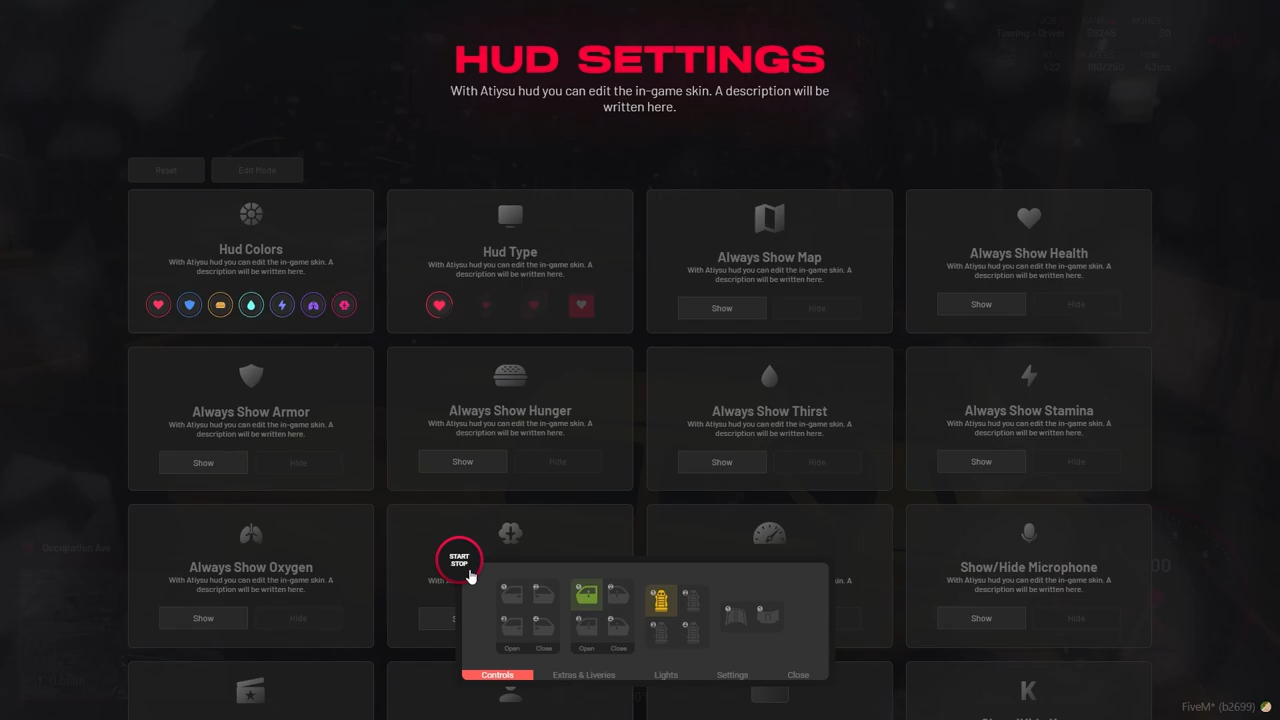 HUD SETTINGS
With Atiysu hud you can edit the in-game skin. A description will be
written here.
Reset
Edit Mode
Hud Colors
With Atiysu hud you can edit the in-game skin. A
description will be written here.
Hud Type
With Atiysu hud you can edit the in-game skin. A
description will be written here.
Always Show Map
With Atiysu hud you can edit the in-game skin. A
description will be written here.
Show
Hide
Always Show Health
With Atiysu hud you can edit the in-game skin. A
description will be written here.
Show
Hide
Always Show Armor
With Atiysu hud you can edit the in-game skin. A
description will be written here.
Show
Hide
Always Show Hunger
With Atiysu hud you can edit the in-game skin. A
description will be written here.
Show
Hide
Always Show Thirst
With Atiysu hud you can edit the in-game skin. A
description will be written here.
Show
Hide
Always Show Stamina
With Atiysu hud you can edit the in-game skin. A
description will be written here.
Show
Hide
Occupation Ave
Always Show Oxygen
With Atiysu hud you can edit the in-game skin. A
description will be written here.
Show
Hide
START
STOP
Open
Close
Open
Close
Controls
Extras & Liveries
Lights
Settings
Close
Show/Hide Microphone
With Atiysu hud you can edit the in-game skin. A
description will be written here.
Show
Hide
K
FiveM* (b2699)